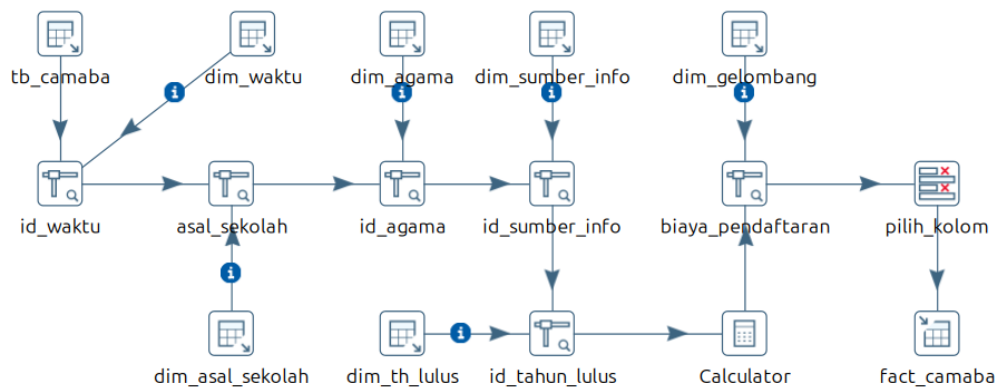 tb_camaba
dim_waktu
dim_agama
dim_sumber_info
dim_gelombang
id_waktu
asal_sekolah
id_agama
id_sumber_info
biaya_pendaftaran
pilih_kolom
dim_asal_sekolah
dim_th_lulus
id_tahun_lulus
Calculator
fact_camaba